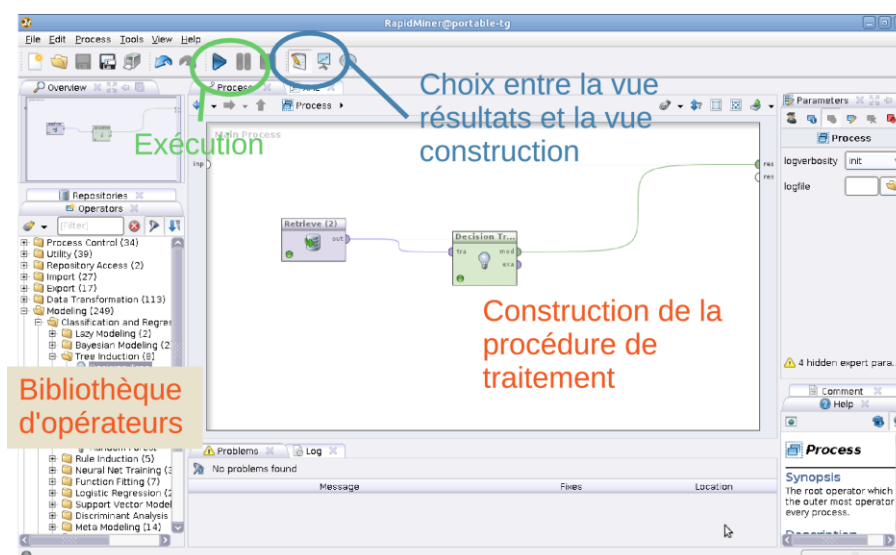 RapidMiner@portable-tg
File Edit Process Tools View Help
Overview
Process
XML
Process
Exécution
Choix entre la vue
résultats et la vue
construction
Main Process
inp
res
res
Retrieve (2)
out
Decision Tr...
tra mod
exa
Construction de la
procédure de
traitement
Repositories
Operators
[Filter]
Process Control (34)
Utility (39)
Repository Access (2)
Import (27)
Export (17)
Data Transformation (113)
Modeling (249)
Classification and Regres
Lazy Modeling (2)
Bayesian Modeling (2
Tree Induction (8)
Bibliothèque
d'opérateurs
Random Forest
Rule Induction (5)
Neural Net Training (3
Function Fitting (7)
Logistic Regression (2
Support Vector Model
Discriminant Analysis
Meta Modeling (14)
Problems
Log
No problems found
Message Fixes Location
Parameters
Process
logverbosity init
logfile
4 hidden expert para.
Comment
Help
Process
Synopsis
The root operator which
the outer most operator
every process.
Description